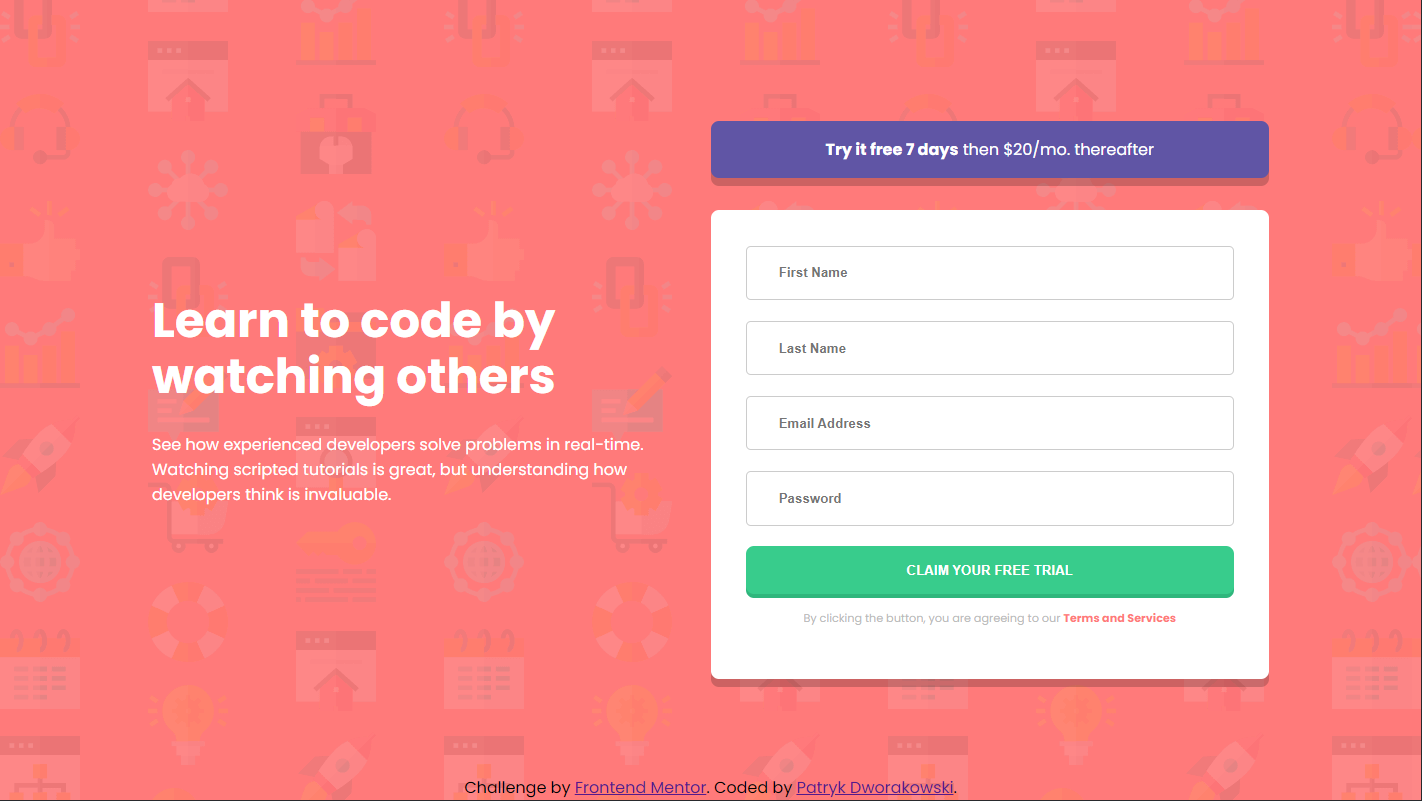 Try it free 7 days then $20/mo. thereafter
Learn to code by
watching others
See how experienced developers solve problems in real-time.
Watching scripted tutorials is great, but understanding how
developers think is invaluable.
First Name
Last Name
Email Address
Password
CLAIM YOUR FREE TRIAL
By clicking the button, you are agreeing to our Terms and Services
Challenge by Frontend Mentor. Coded by Patryk Dworakowski.